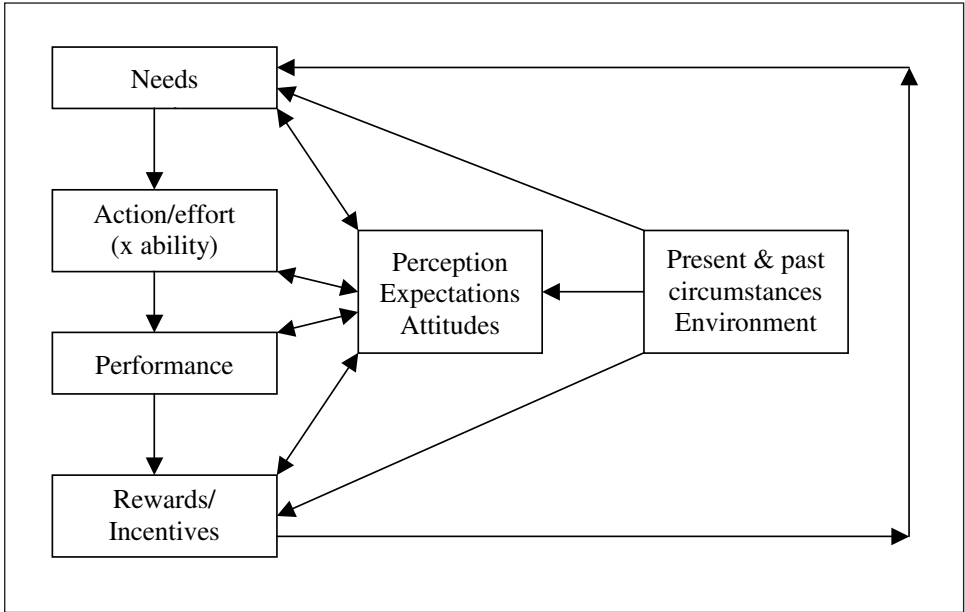 Needs
Action/effort
(x ability)
Performance
Rewards/
Incentives
Perception
Expectations
Attitudes
Present & past
circumstances
Environment